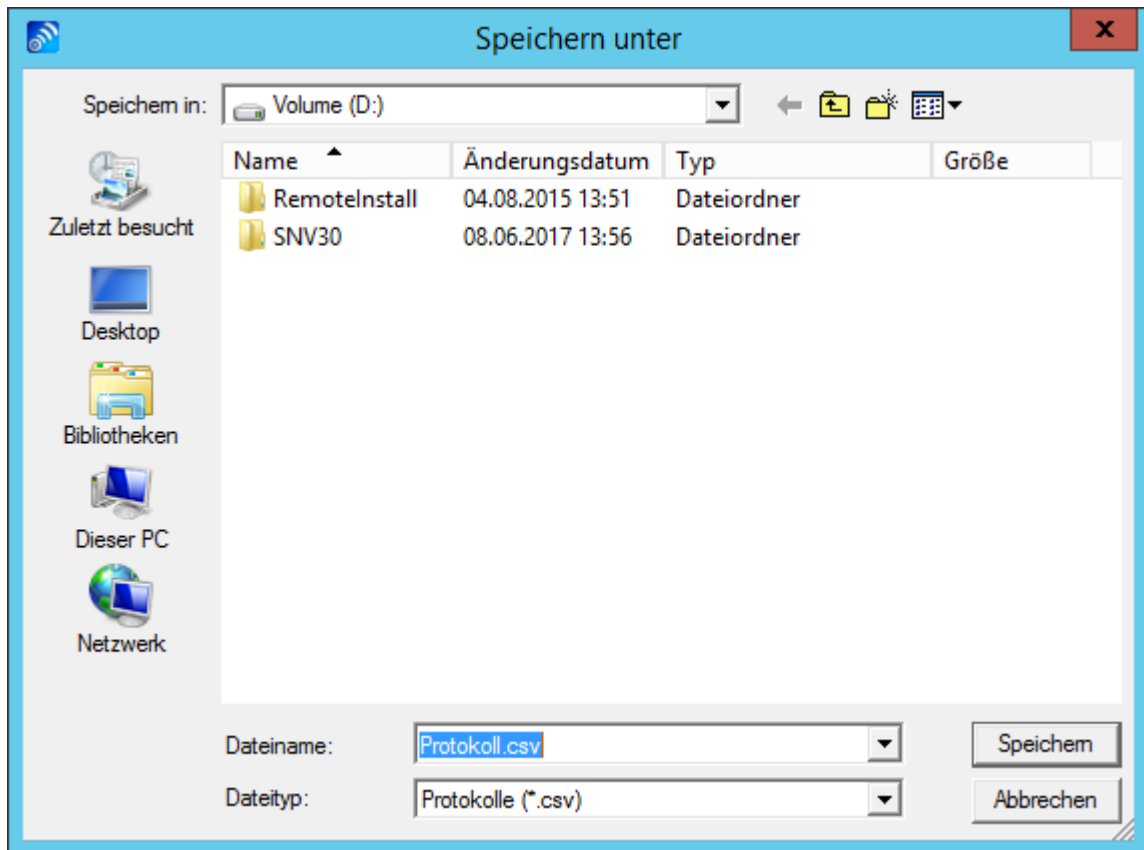 Speichern unter
Speichern in: Volume (D:)
Name Änderungsdatum Typ Größe
RemoteInstall 04.08.2015 13:51 Dateiordner
SNV30 08.06.2017 13:56 Dateiordner
Zuletzt besucht
Desktop
Bibliotheken
Dieser PC
Netzwerk
Dateiname: Protokoll.csv Speichern
Dateityp: Protokolle (*.csv) Abbrechen